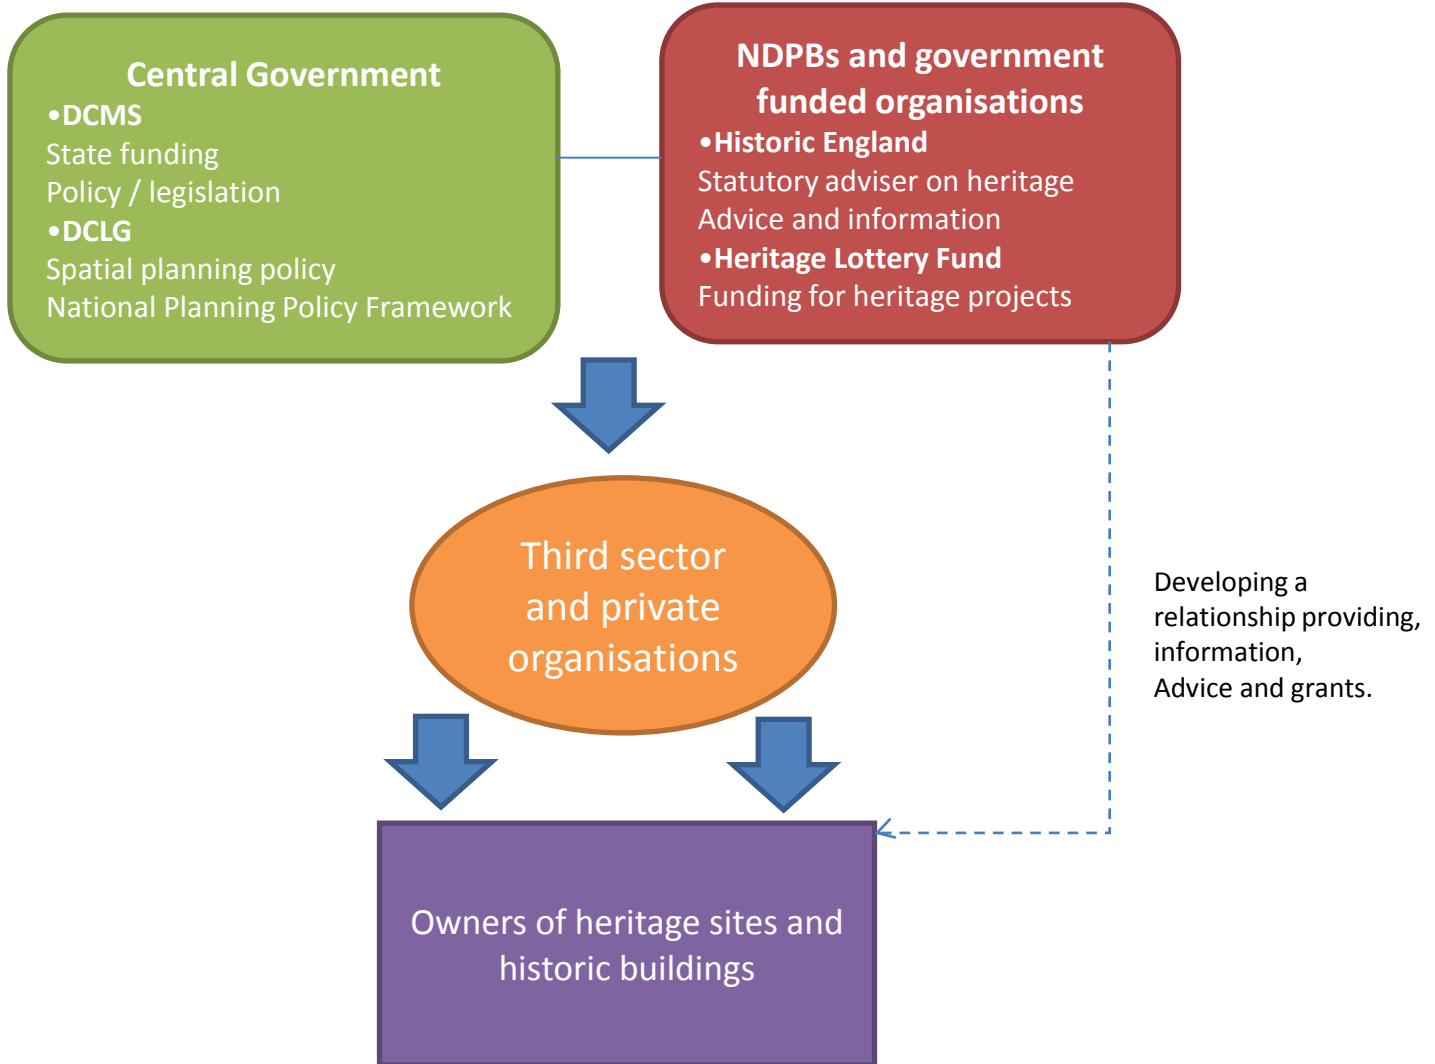 Central Government
•DCMS
State funding
Policy / legislation
•DCLG
Spatial planning policy
National Planning Policy Framework
NDPBs and government
funded organisations
•Historic England
Statutory adviser on heritage
Advice and information
•Heritage Lottery Fund
Funding for heritage projects
Third sector
and private
organisations
Developing a
relationship providing,
information,
Advice and grants.
Owners of heritage sites and
historic buildings